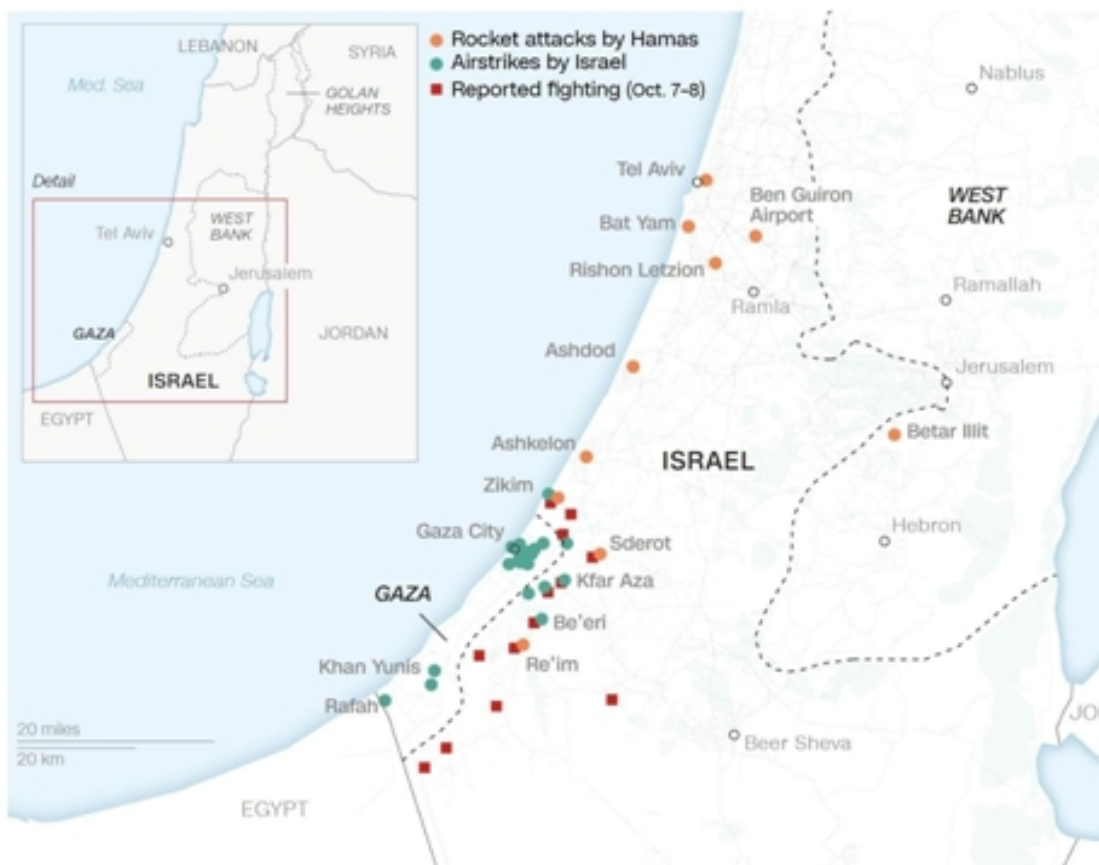 LEBANON
SYRIA
Med. Sea
GOLAN
HEIGHTS
Detail
WEST
BANK
Tel Aviv
Jerusalem
GAZA
JORDAN
ISRAEL
EGYPT
Rocket attacks by Hamas
Airstrikes by Israel
Reported fighting (Oct. 7-8)
Nablus
Tel Aviv
Ben Guiron
Airport
WEST
BANK
Bat Yam
Rishon Letzion
Ramla
Ramallah
Ashdod
Jerusalem
Betar Illit
Ashkelon
ISRAEL
Zikim
Gaza City
Sderot
Hebron
Mediterranean Sea
Kfar Aza
GAZA
Be'eri
Re'im
Khan Yunis
Rafah
20 miles
20 km
Beer Sheva
JO
EGYPT